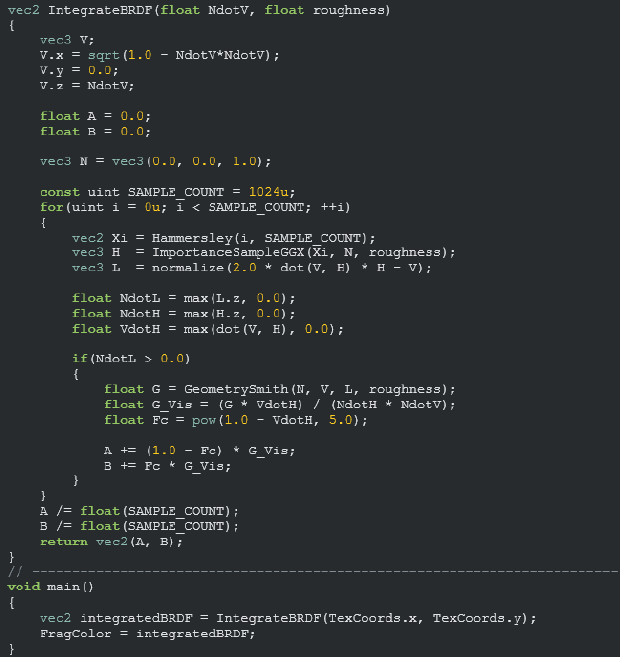 vec2 IntegrateBRDF(float NdotV, float roughness)
{
    vec3 V;
    V.x = sqrt(1.0 - NdotV*NdotV);
    V.y = 0.0;
    V.z = NdotV;

    float A = 0.0;
    float B = 0.0;

    vec3 N = vec3(0.0, 0.0, 1.0);

    const uint SAMPLE_COUNT = 1024u;
    for(uint i = 0u; i < SAMPLE_COUNT; ++i)
    {
        vec2 Xi = Hammersley(i, SAMPLE_COUNT);
        vec3 H  = ImportanceSampleGGX(Xi, N, roughness);
        vec3 L  = normalize(2.0 * dot(V, H) * H - V);

        float NdotL = max(L.z, 0.0);
        float NdotH = max(H.z, 0.0);
        float VdotH = max(dot(V, H), 0.0);

        if(NdotL > 0.0)
        {
            float G = GeometrySmith(N, V, L, roughness);
            float G_Vis = (G * VdotH) / (NdotH * NdotV);
            float Fc = pow(1.0 - VdotH, 5.0);

            A += (1.0 - Fc) * G_Vis;
            B += Fc * G_Vis;
        }
    }
    A /= float(SAMPLE_COUNT);
    B /= float(SAMPLE_COUNT);
    return vec2(A, B);
}
// ----------------------------------------------------------------------------
void main()
{
    vec2 integratedBRDF = IntegrateBRDF(TexCoords.x, TexCoords.y);
    FragColor = integratedBRDF;
}